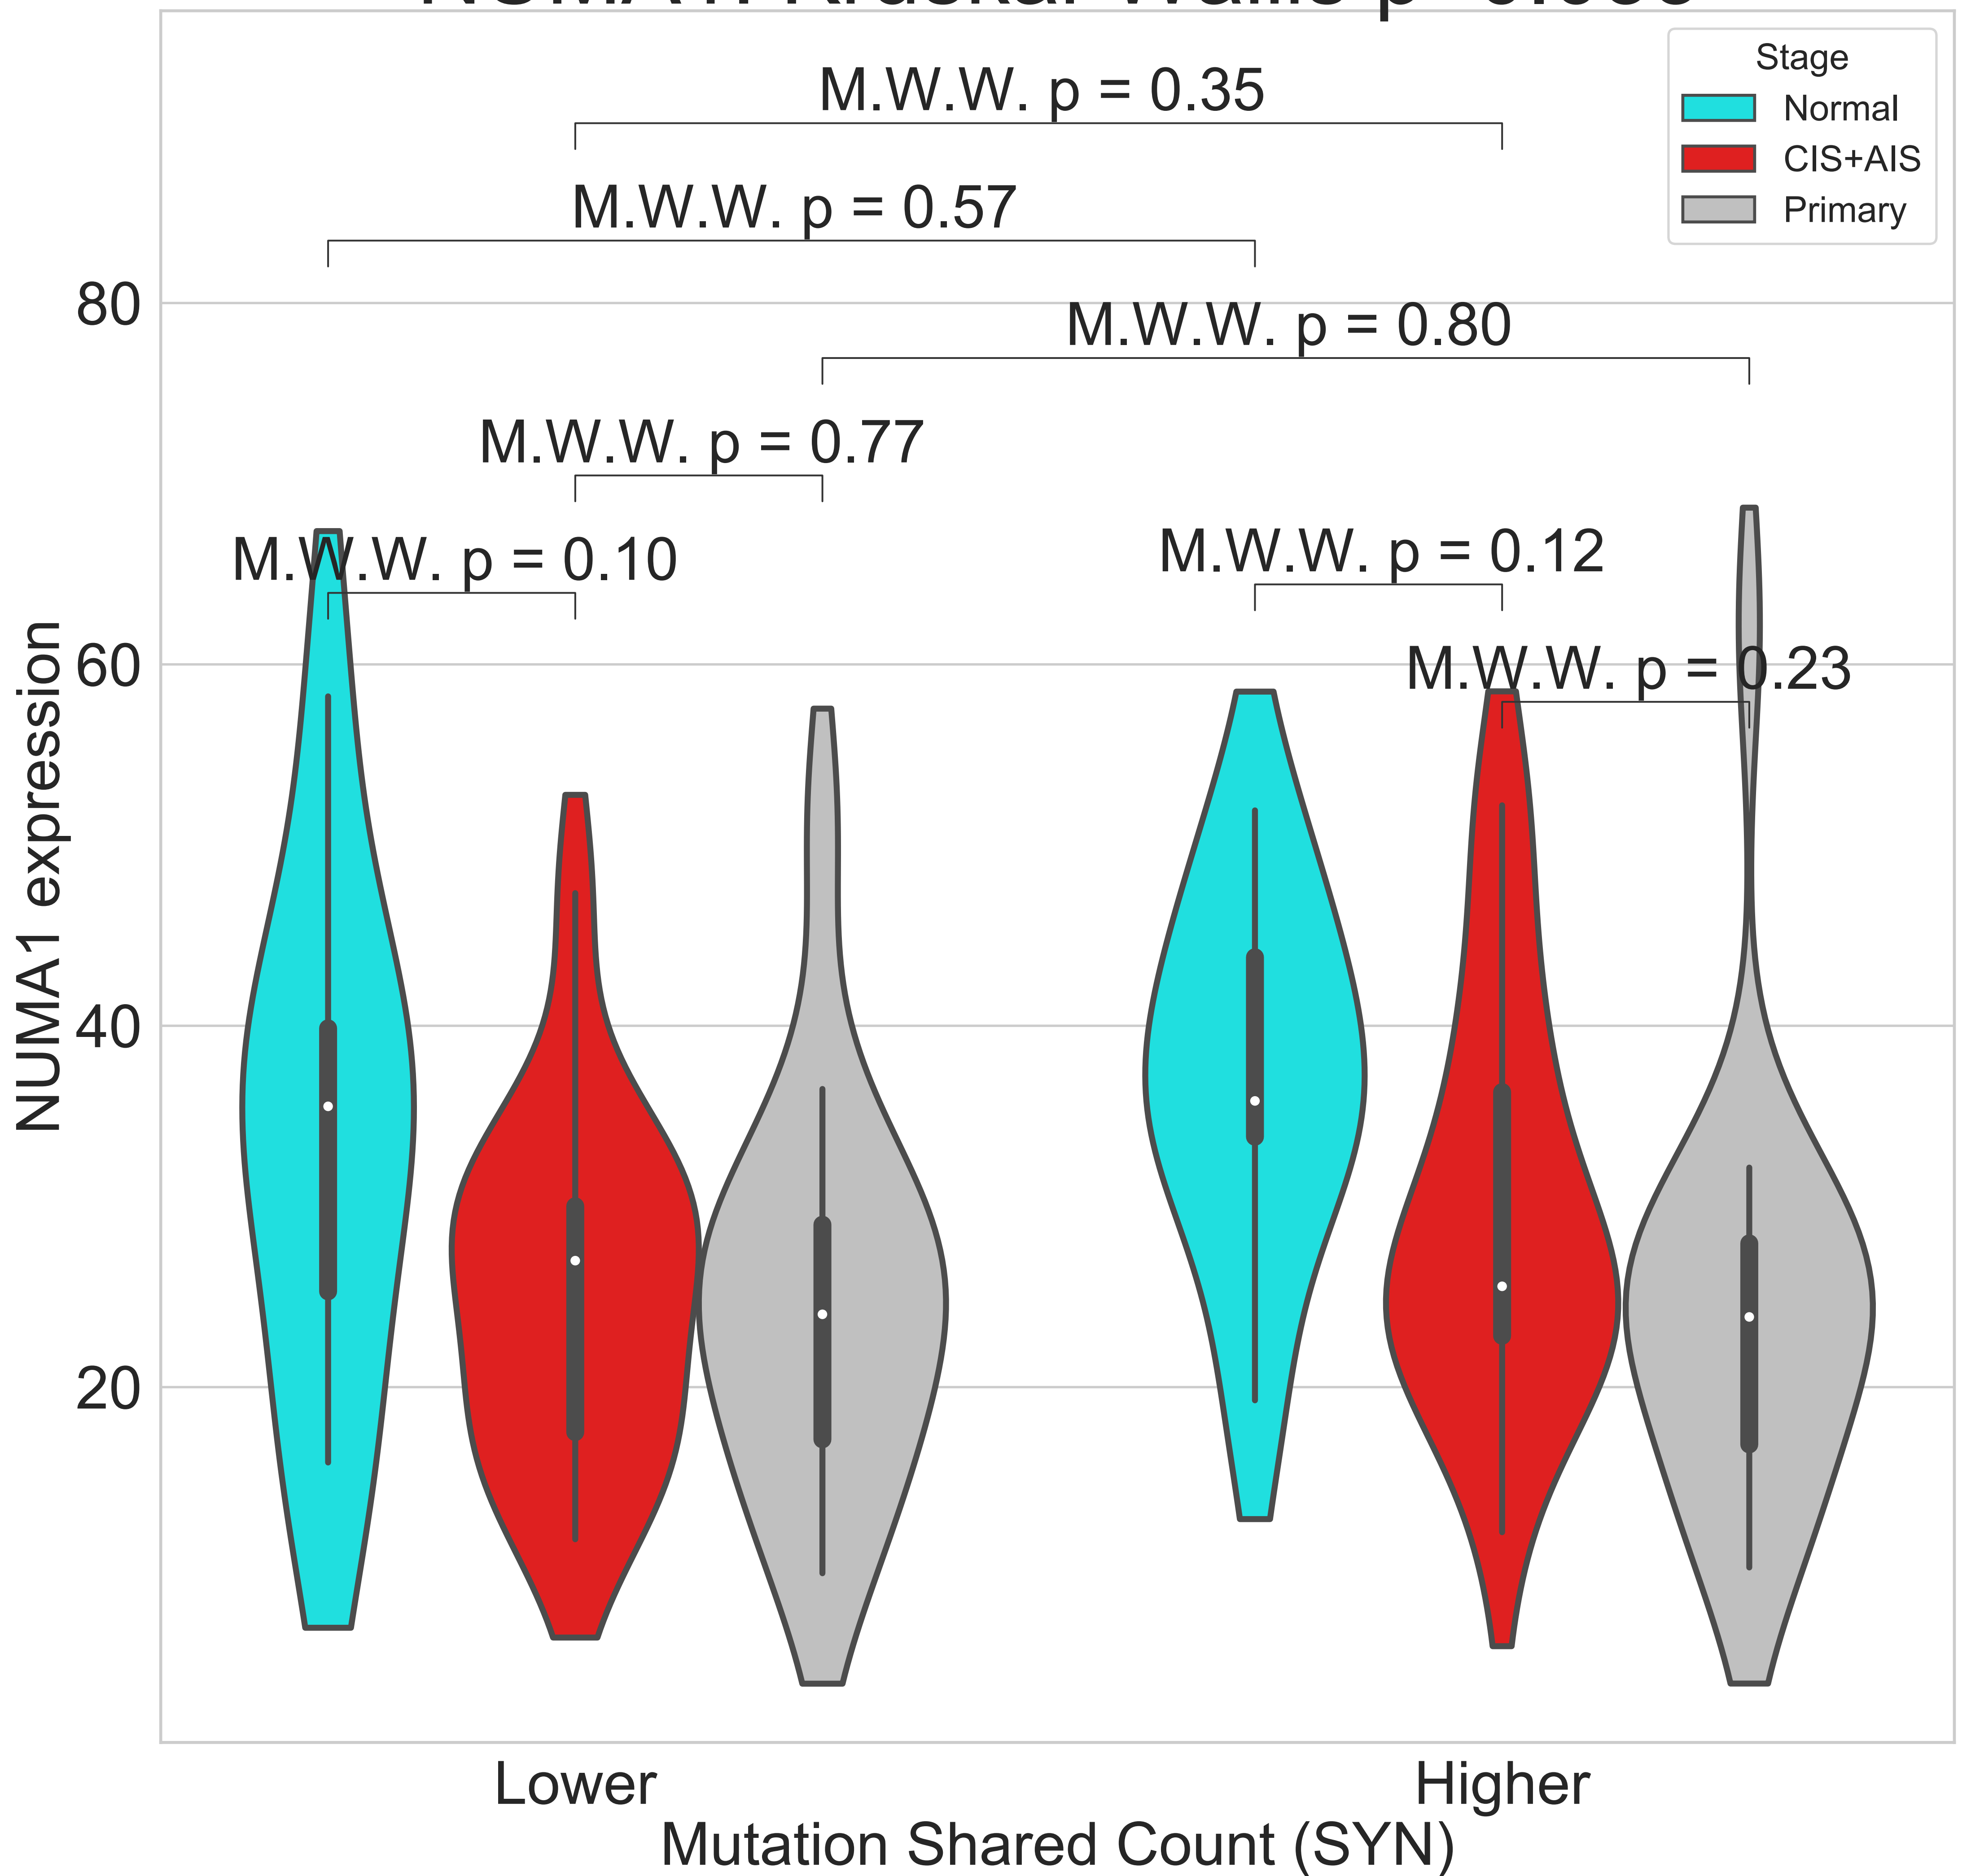 Stage
Normal
CIS+AIS
Primary
M.W.W. p = 0.35
M.W.W. p = 0.57
M.W.W. p = 0.80
M.W.W. p = 0.77
M.W.W. p = 0.10
M.W.W. p = 0.12
M.W.W. p = 0.23
80
60
40
20
NUMA1 expression
Lower
Higher
Mutation Shared Count (SYN)